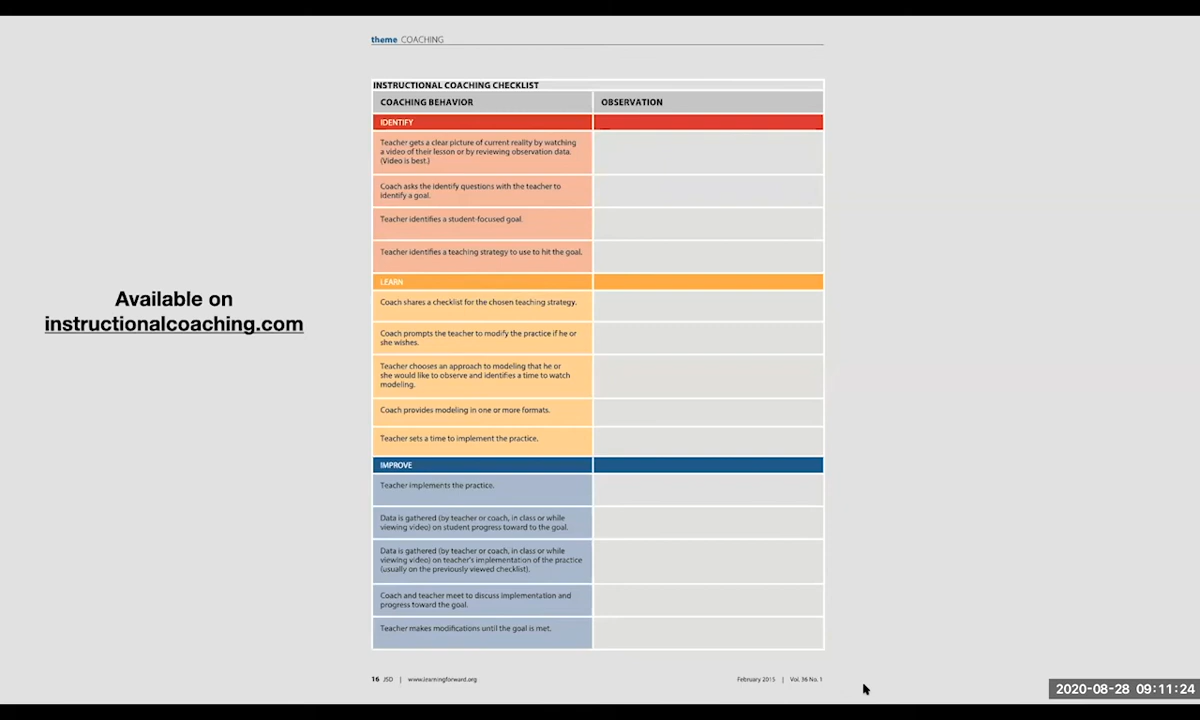 theme COACHING
INSTRUCTIONAL COACHING CHECKLIST
COACHING BEHAVIOR OBSERVATION
IDENTIFY
Teacher gets a clear picture of current reality by watching
a video of their lesson or by reviewing observation data.
(Video is best.)
Coach asks the identify questions with the teacher to
identify a goal.
Teacher identifies a student-focused goal.
Teacher identifies a teaching strategy to use to hit the goal.
LEARN
Coach shares a checklist for the chosen teaching strategy.
Coach prompts the teacher to modify the practice if he or
she wishes.
Teacher chooses an approach to modeling that he or
she would like to observe and identifies a time to watch
modeling.
Coach provides modeling in one or more formats.
Teacher sets a time to implement the practice.
IMPROVE
Teacher implements the practice.
Data is gathered (by teacher or coach, in class or while
viewing video) on student progress toward to the goal.
Data is gathered (by teacher or coach, in class or while
viewing video) on teacher's implementation of the practice
(usually on the previously viewed checklist).
Coach and teacher meet to discuss implementation and
progress toward the goal.
Teacher makes modifications until the goal is met.
16 JSD | www.learningforward.org February 2015 | Vol. 36 No. 1
Available on
instructionalcoaching.com
2020-08-28 09:11:24